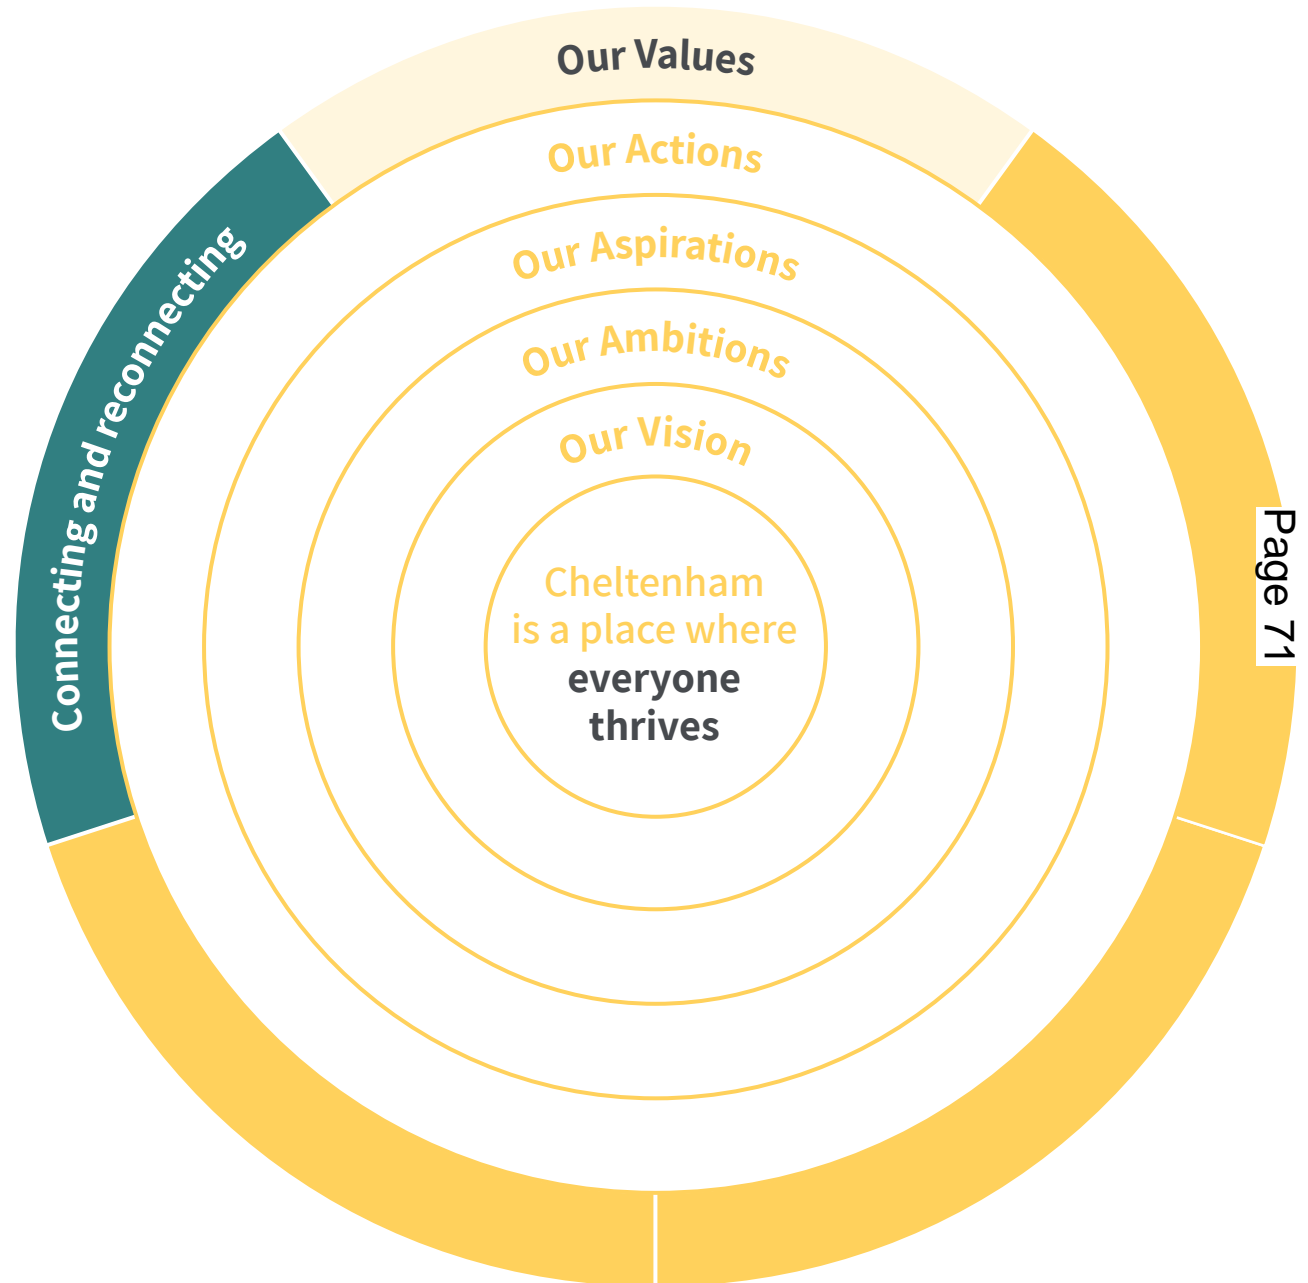 Our Values
Our Actions
Our Aspirations
Our Ambitions
Our Vision
Cheltenham
is a place where
everyone
thrives
Connecting and reconnecting
Page 71